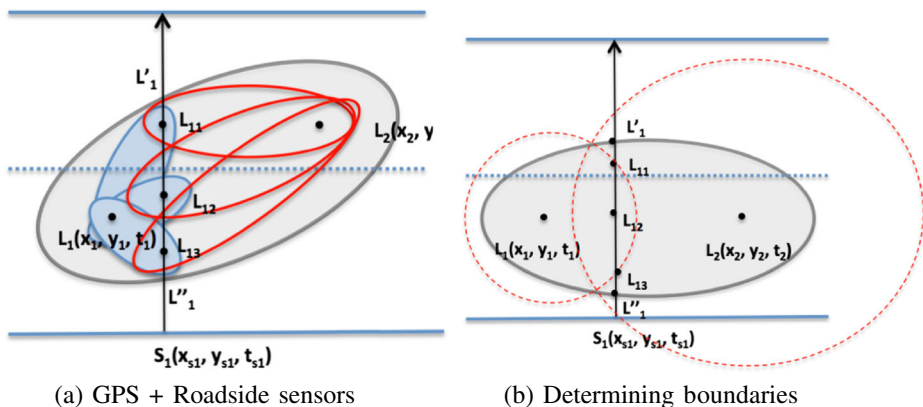 L'₁
L₁₁
L₂(x₂, y
L₁₂
L₁(x₁, y₁, t₁)
L₁₃
L''₁
S₁(xₛ₁, yₛ₁, tₛ₁)
(a) GPS + Roadside sensors
L'₁
L₁₁
L₁₂
L₁(x₁, y₁, t₁)
L₂(x₂, y₂, t₂)
L₁₃
L''₁
S₁(xₛ₁, yₛ₁, tₛ₁)
(b) Determining boundaries